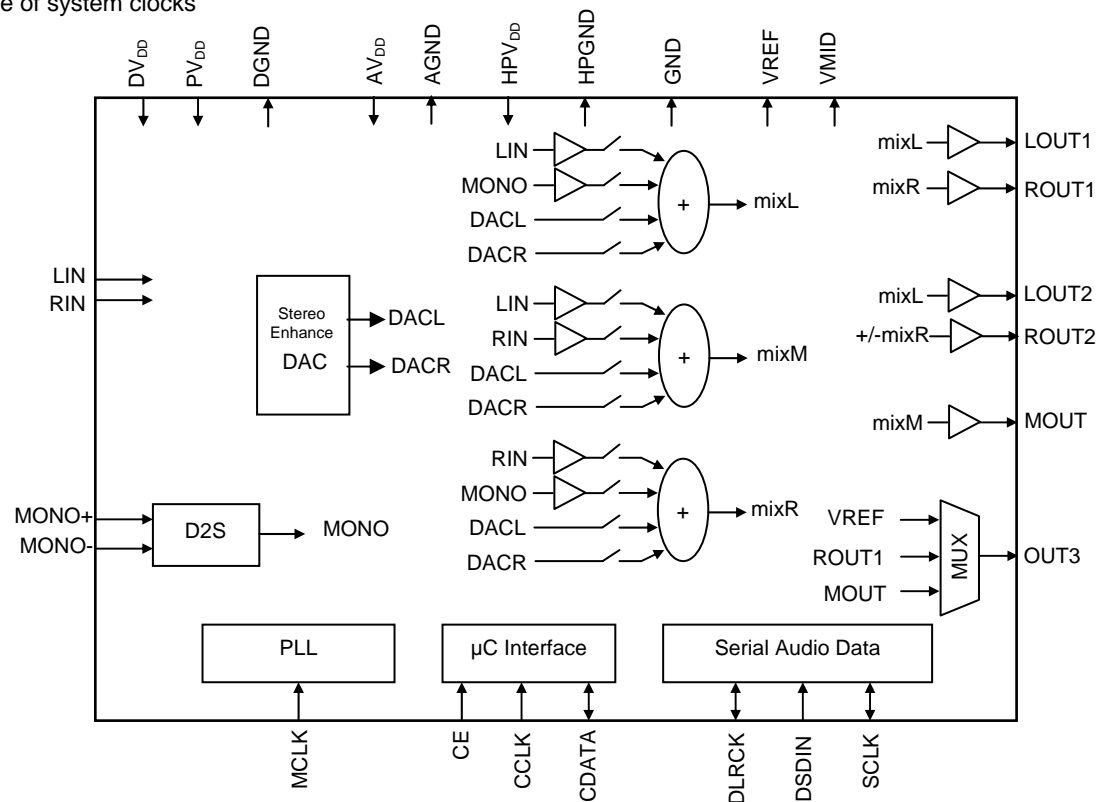 e of system clocks
DVDD
PVDD
DGND
AVDD
AGND
HPVDD
HPGND
GND
VREF
VMID
LIN
MONO
DACL
DACR
+
mixL
mixL
LOUT1
mixR
ROUT1
LIN
RIN
Stereo
Enhance
DAC
DACL
DACR
LIN
RIN
DACL
DACR
+
mixM
mixL
LOUT2
+/-mixR
ROUT2
mixM
MOUT
MONO+
MONO-
D2S
MONO
RIN
MONO
DACL
DACR
+
mixR
VREF
ROUT1
MOUT
MUX
OUT3
PLL
µC Interface
Serial Audio Data
MCLK
CE
CCLK
CDATA
DLRCK
DSDIN
SCLK